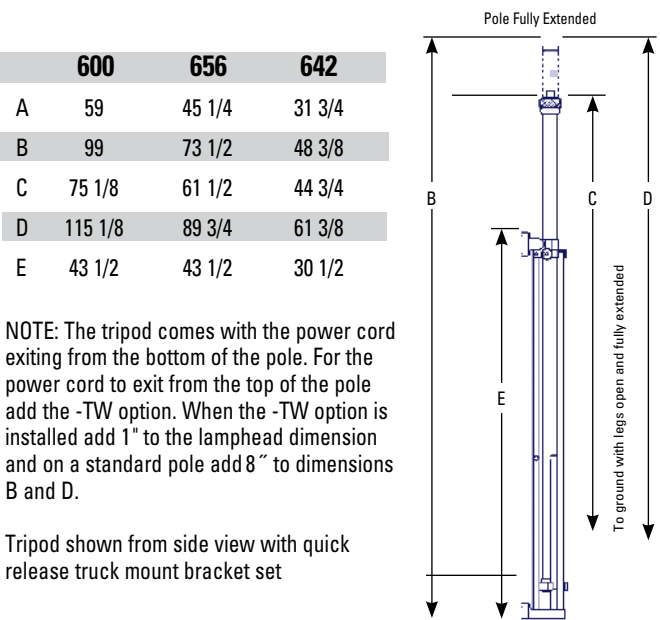 Pole Fully Extended
600 656 642
A 59 45 1/4 31 3/4
B 99 73 1/2 48 3/8
C 75 1/8 61 1/2 44 3/4
D 115 1/8 89 3/4 61 3/8
E 43 1/2 43 1/2 30 1/2
NOTE: The tripod comes with the power cord
exiting from the bottom of the pole. For the
power cord to exit from the top of the pole
add the -TW option. When the -TW option is
installed add 1" to the lamphead dimension
and on a standard pole add 8˝ to dimensions
B and D.
Tripod shown from side view with quick
release truck mount bracket set
B
C
D
E
To ground with legs open and fully extended